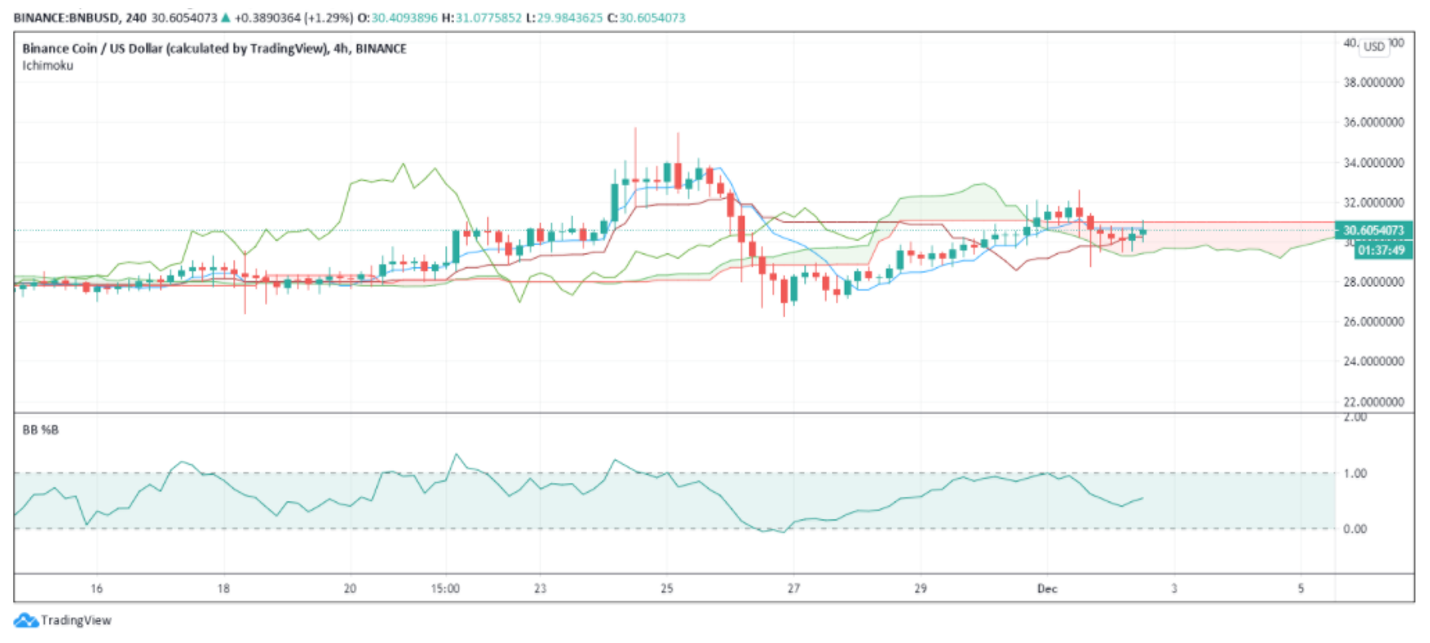 BINANCE:BNBUSD, 240 30.6054073 ▲ +0.3890364 (+1.29%) O:30.4093896 H:31.0775852 L:29.9843625 C:30.6054073
Binance Coin / US Dollar (calculated by TradingView), 4h, BINANCE
Ichimoku
USD
38.0000000
36.0000000
34.0000000
32.0000000
30.6054073
01:37:49
28.0000000
26.0000000
24.0000000
22.0000000
BB %B
2.00
1.00
0.00
16 18 20 15:00 23 25 27 29 Dec 3 5
TradingView